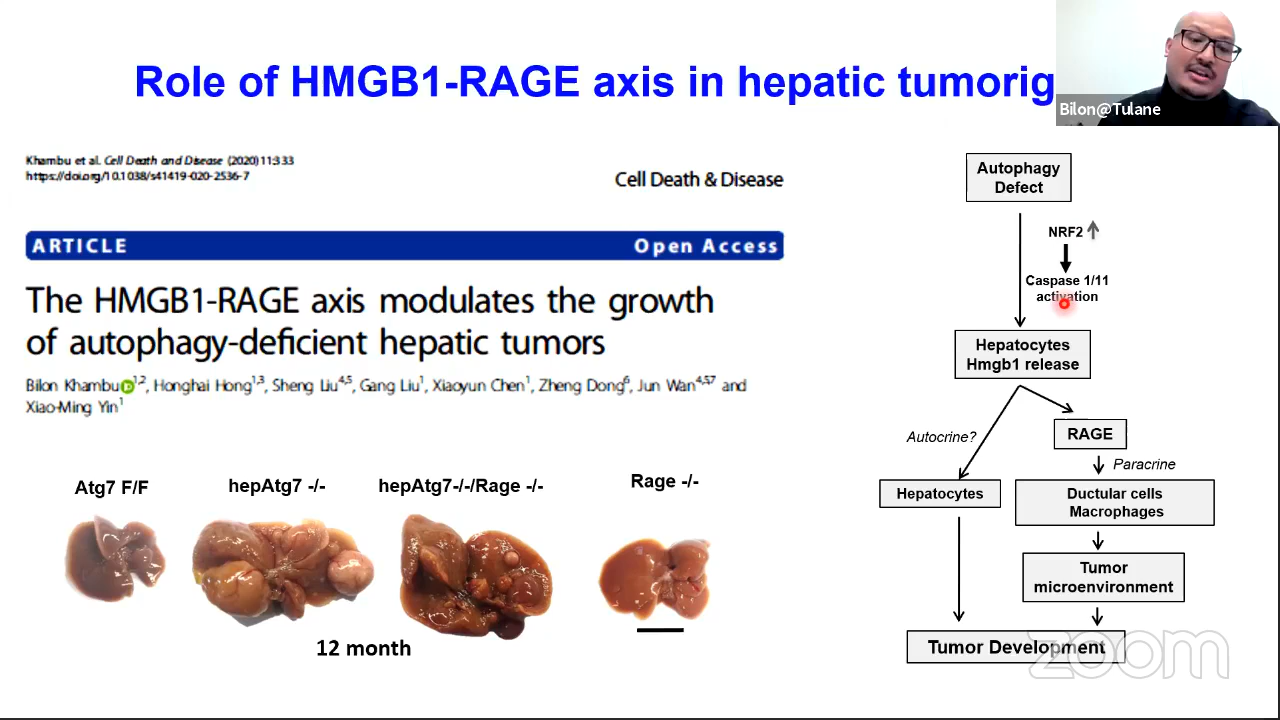 Role of HMGB1-RAGE axis in hepatic tumorig
Bilon@Tulane
Khambu et al. Cell Death and Disease (2020) 11:333
https://doi.org/10.1038/s41419-020-2536-7
Cell Death & Disease
ARTICLE
Open Access
The HMGB1-RAGE axis modulates the growth
of autophagy-deficient hepatic tumors
Bilon Khambu1,2, Honghai Hong1,3, Sheng Liu4,5, Gang Liu1, Xiaoyun Chen1, Zheng Dong6, Jun Wan4,5,7 and
Xiao-Ming Yin1
Atg7 F/F
hepAtg7 -/-
hepAtg7-/-/Rage -/-
Rage -/-
12 month
Autophagy
Defect
NRF2
Caspase 1/11
activation
Hepatocytes
Hmgb1 release
Autocrine?
RAGE
Paracrine
Hepatocytes
Ductular cells
Macrophages
Tumor
microenvironment
Tumor Development
zoom